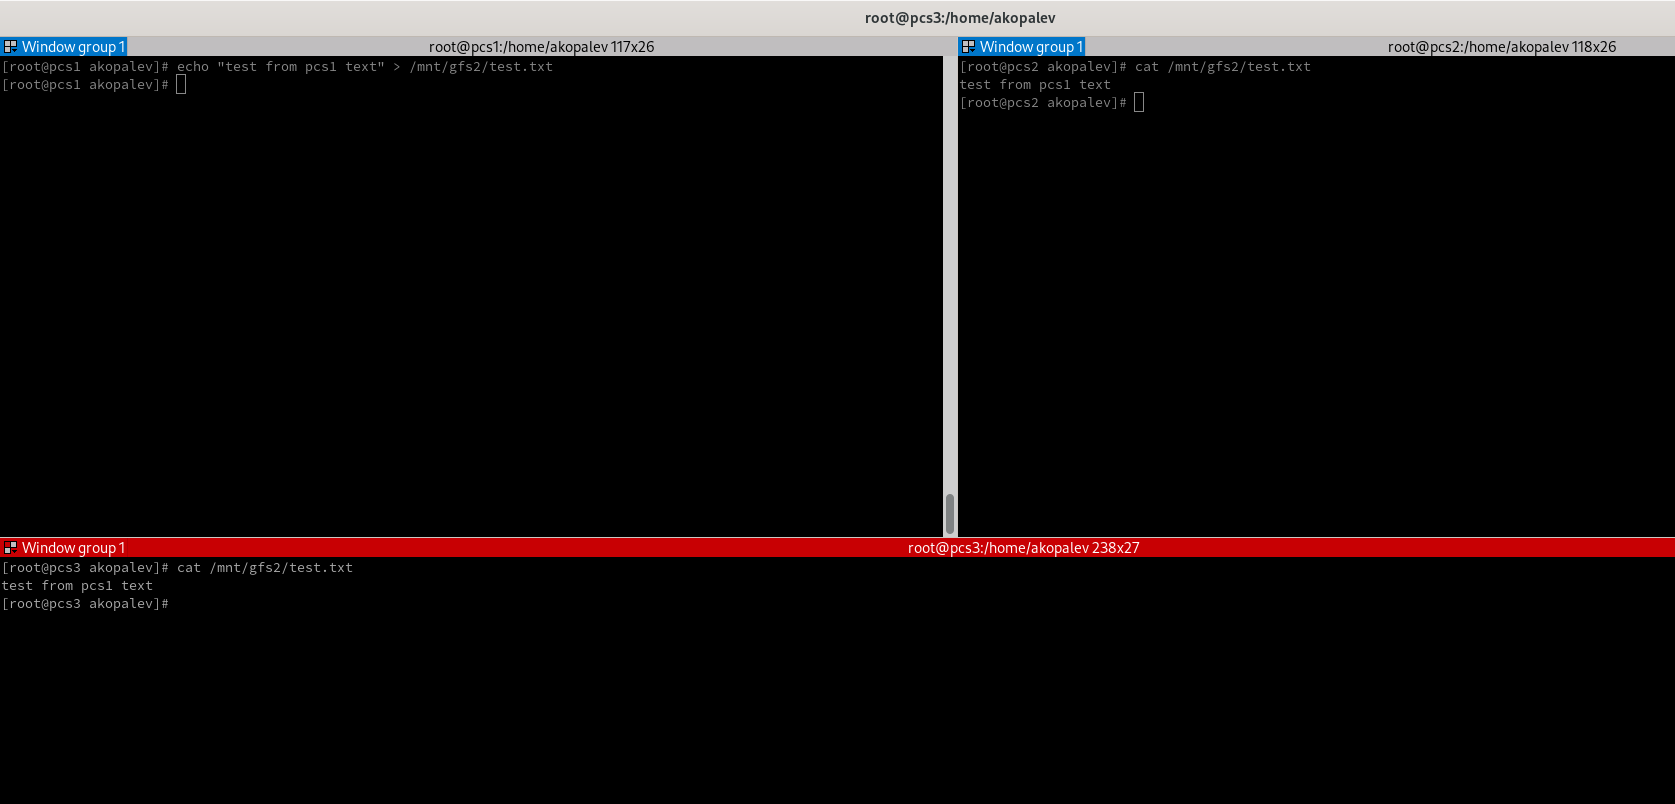 root@pcs3:/home/akopalev
Window group 1
root@pcs1:/home/akopalev 117x26
[root@pcs1 akopalev]# echo "test from pcs1 text" > /mnt/gfs2/test.txt
[root@pcs1 akopalev]#
Window group 1
root@pcs2:/home/akopalev 118x26
[root@pcs2 akopalev]# cat /mnt/gfs2/test.txt
test from pcs1 text
[root@pcs2 akopalev]#
Window group 1
root@pcs3:/home/akopalev 238x27
[root@pcs3 akopalev]# cat /mnt/gfs2/test.txt
test from pcs1 text
[root@pcs3 akopalev]#